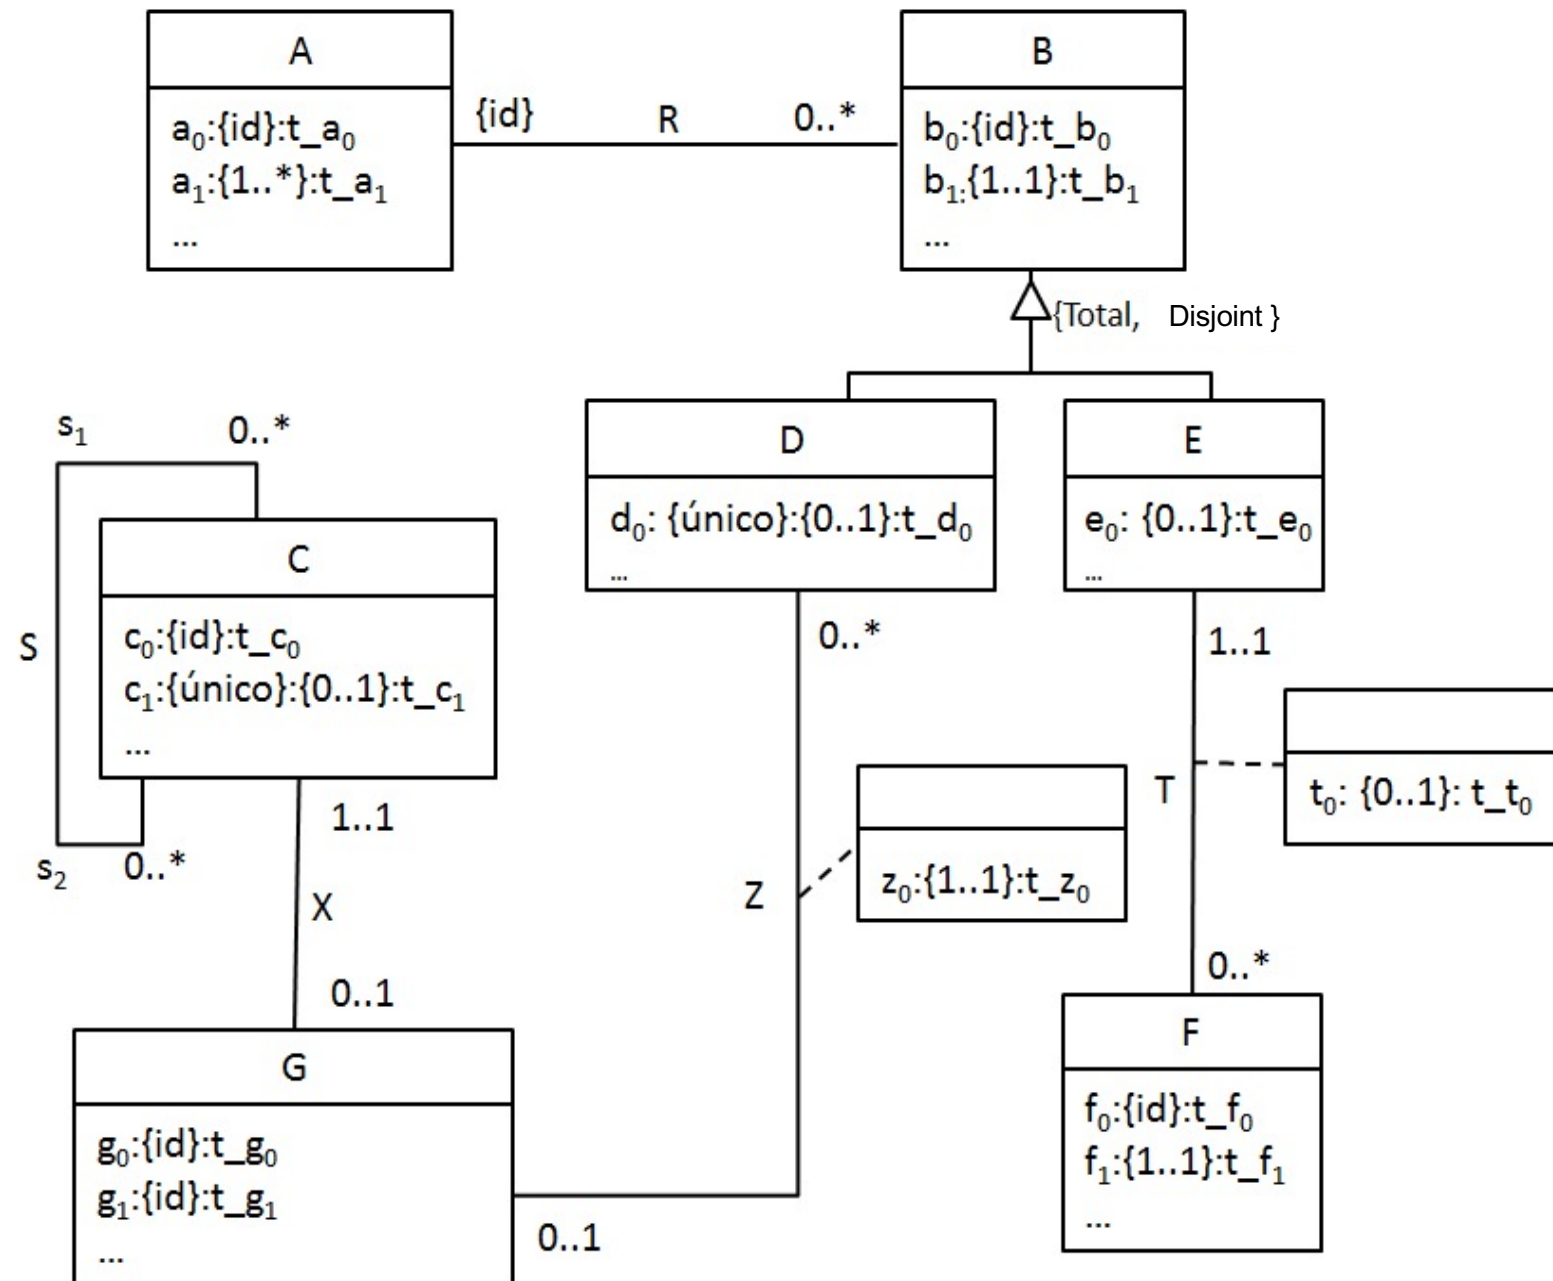 A
a₀:{id}:t_a₀
a₁:{1..*}:t_a₁
...
{id}
R
0..*
B
b₀:{id}:t_b₀
b₁:{1..1}:t_b₁
...
{Total, Disjoint }
D
d₀: {único}:{0..1}:t_d₀
...
E
e₀: {0..1}:t_e₀
...
s₁
0..*
C
c₀:{id}:t_c₀
c₁:{único}:{0..1}:t_c₁
...
S
s₂
0..*
1..1
X
0..1
0..*
Z
z₀:{1..1}:t_z₀
1..1
T
t₀: {0..1}: t_t₀
0..*
G
g₀:{id}:t_g₀
g₁:{id}:t_g₁
...
0..1
F
f₀:{id}:t_f₀
f₁:{1..1}:t_f₁
...